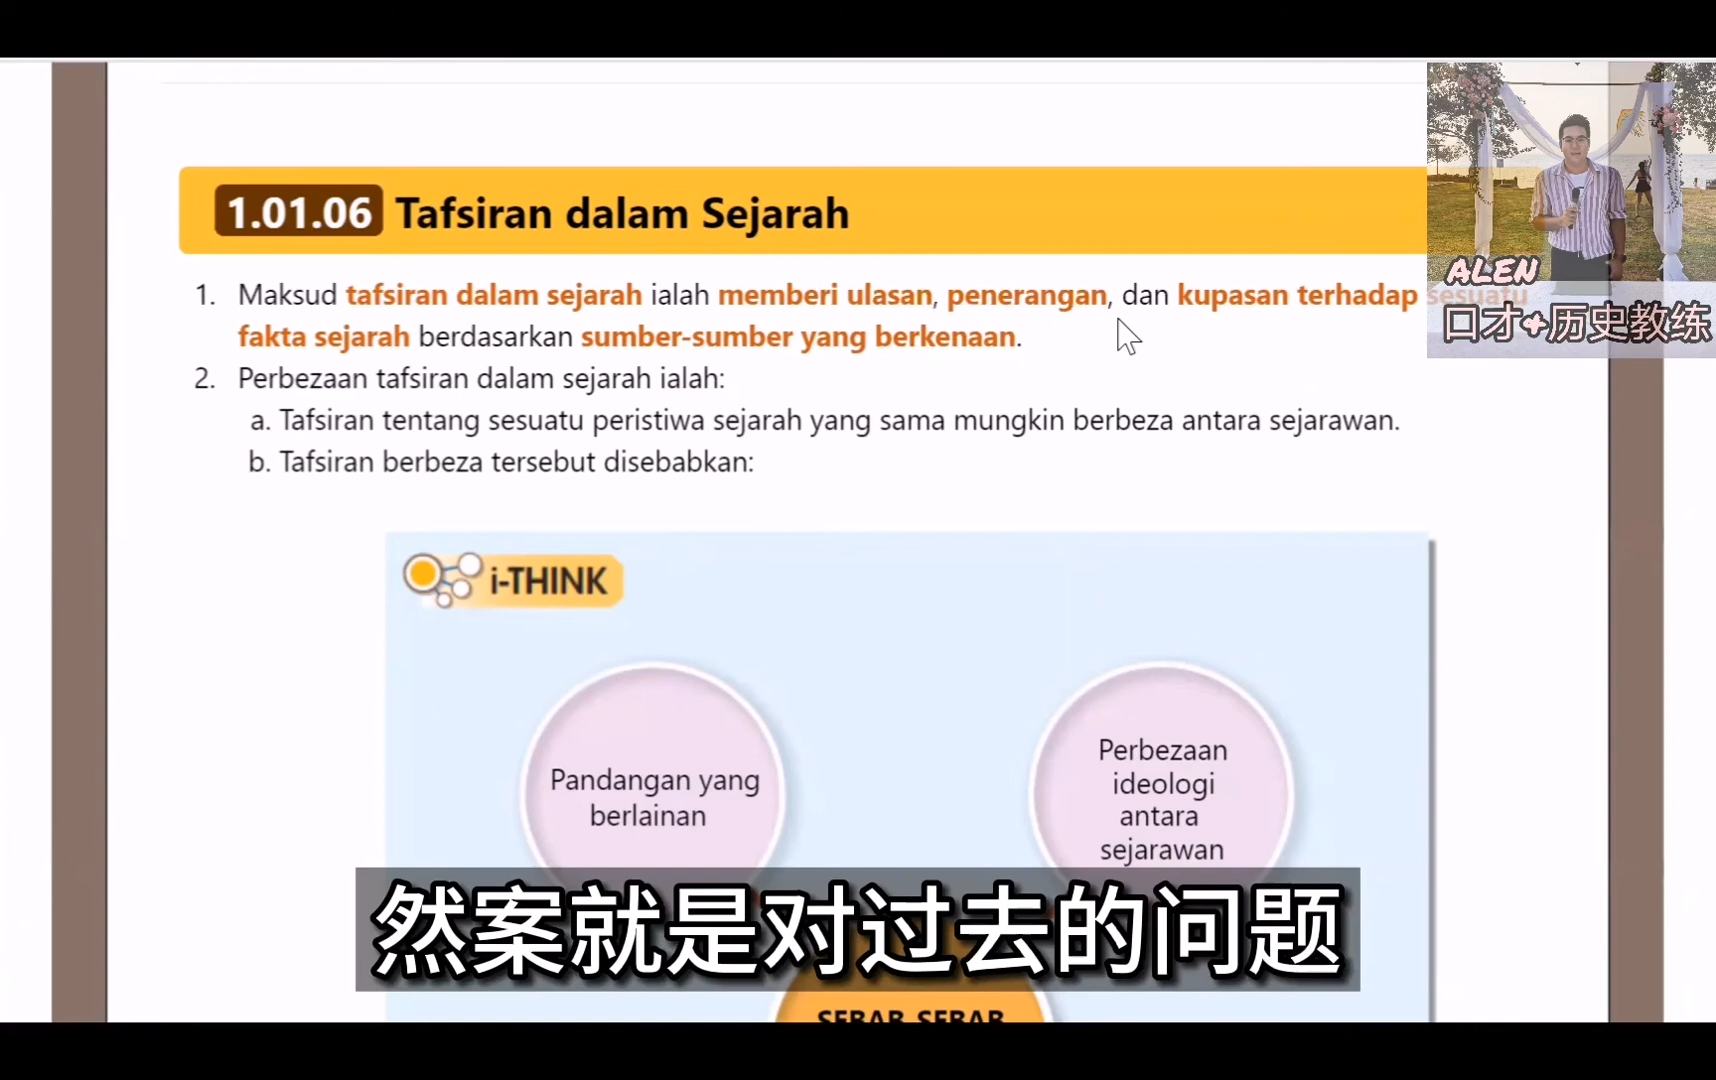 1.01.06 Tafsiran dalam Sejarah
1. Maksud tafsiran dalam sejarah ialah memberi ulasan, penerangan, dan kupasan terhadap sesuatu
fakta sejarah berdasarkan sumber-sumber yang berkenaan.
2. Perbezaan tafsiran dalam sejarah ialah:
a. Tafsiran tentang sesuatu peristiwa sejarah yang sama mungkin berbeza antara sejarawan.
b. Tafsiran berbeza tersebut disebabkan:
ALEN
口才+历史教练
i-THINK
Pandangan yang
berlainan
Perbezaan
ideologi
antara
sejarawan
然案就是对过去的问题
SEBAB-SEBAB